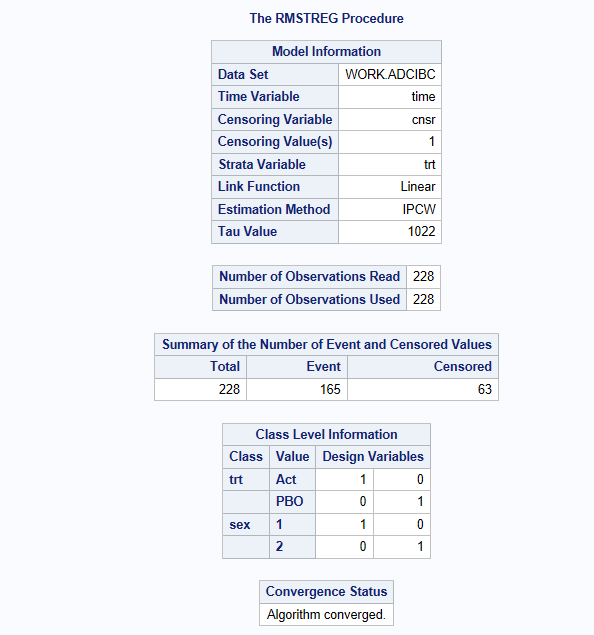 The RMSTREG Procedure
Model Information
Data Set WORK.ADCIBC
Time Variable time
Censoring Variable cnsr
Censoring Value(s) 1
Strata Variable trt
Link Function Linear
Estimation Method IPCW
Tau Value 1022
Number of Observations Read 228
Number of Observations Used 228
Summary of the Number of Event and Censored Values
Total Event Censored
228 165 63
Class Level Information
Class Value Design Variables
trt Act 1 0
PBO 0 1
sex 1 1 0
2 0 1
Convergence Status
Algorithm converged.